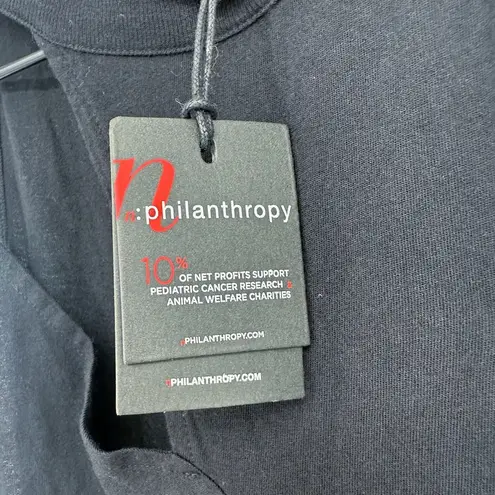 n:philanthropy
10% OF NET PROFITS SUPPORT
PEDIATRIC CANCER RESEARCH &
ANIMAL WELFARE CHARITIES
nPHILANTHROPY.COM
nPHILANTHROPY.COM